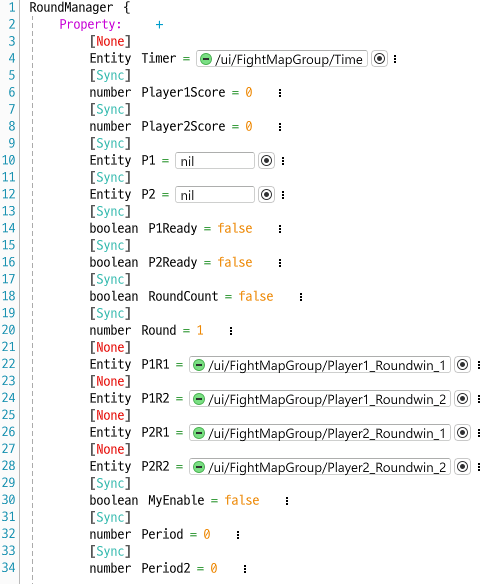 1 RoundManager {
2 Property: +
3 [None]
4 Entity Timer = /ui/FightMapGroup/Time
5 [Sync]
6 number Player1Score = 0
7 [Sync]
8 number Player2Score = 0
9 [Sync]
10 Entity P1 = nil
11 [Sync]
12 Entity P2 = nil
13 [Sync]
14 boolean P1Ready = false
15 [Sync]
16 boolean P2Ready = false
17 [Sync]
18 boolean RoundCount = false
19 [Sync]
20 number Round = 1
21 [None]
22 Entity P1R1 = /ui/FightMapGroup/Player1_Roundwin_1
23 [None]
24 Entity P1R2 = /ui/FightMapGroup/Player1_Roundwin_2
25 [None]
26 Entity P2R1 = /ui/FightMapGroup/Player2_Roundwin_1
27 [None]
28 Entity P2R2 = /ui/FightMapGroup/Player2_Roundwin_2
29 [Sync]
30 boolean MyEnable = false
31 [Sync]
32 number Period = 0
33 [Sync]
34 number Period2 = 0